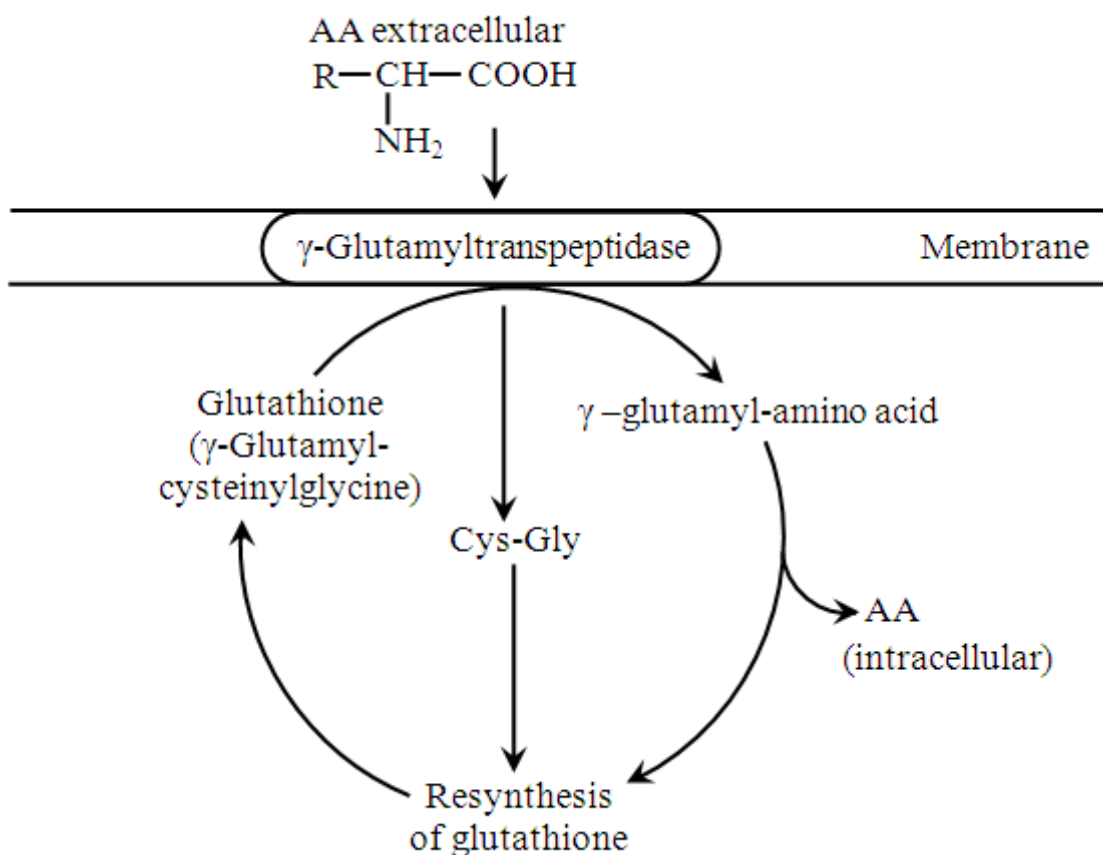 AA extracellular
R—CH—COOH
NH₂
γ-Glutamyltranspeptidase
Membrane
Glutathione
(γ-Glutamyl-
cysteinylglycine)
γ –glutamyl-amino acid
Cys-Gly
AA
(intracellular)
Resynthesis
of glutathione